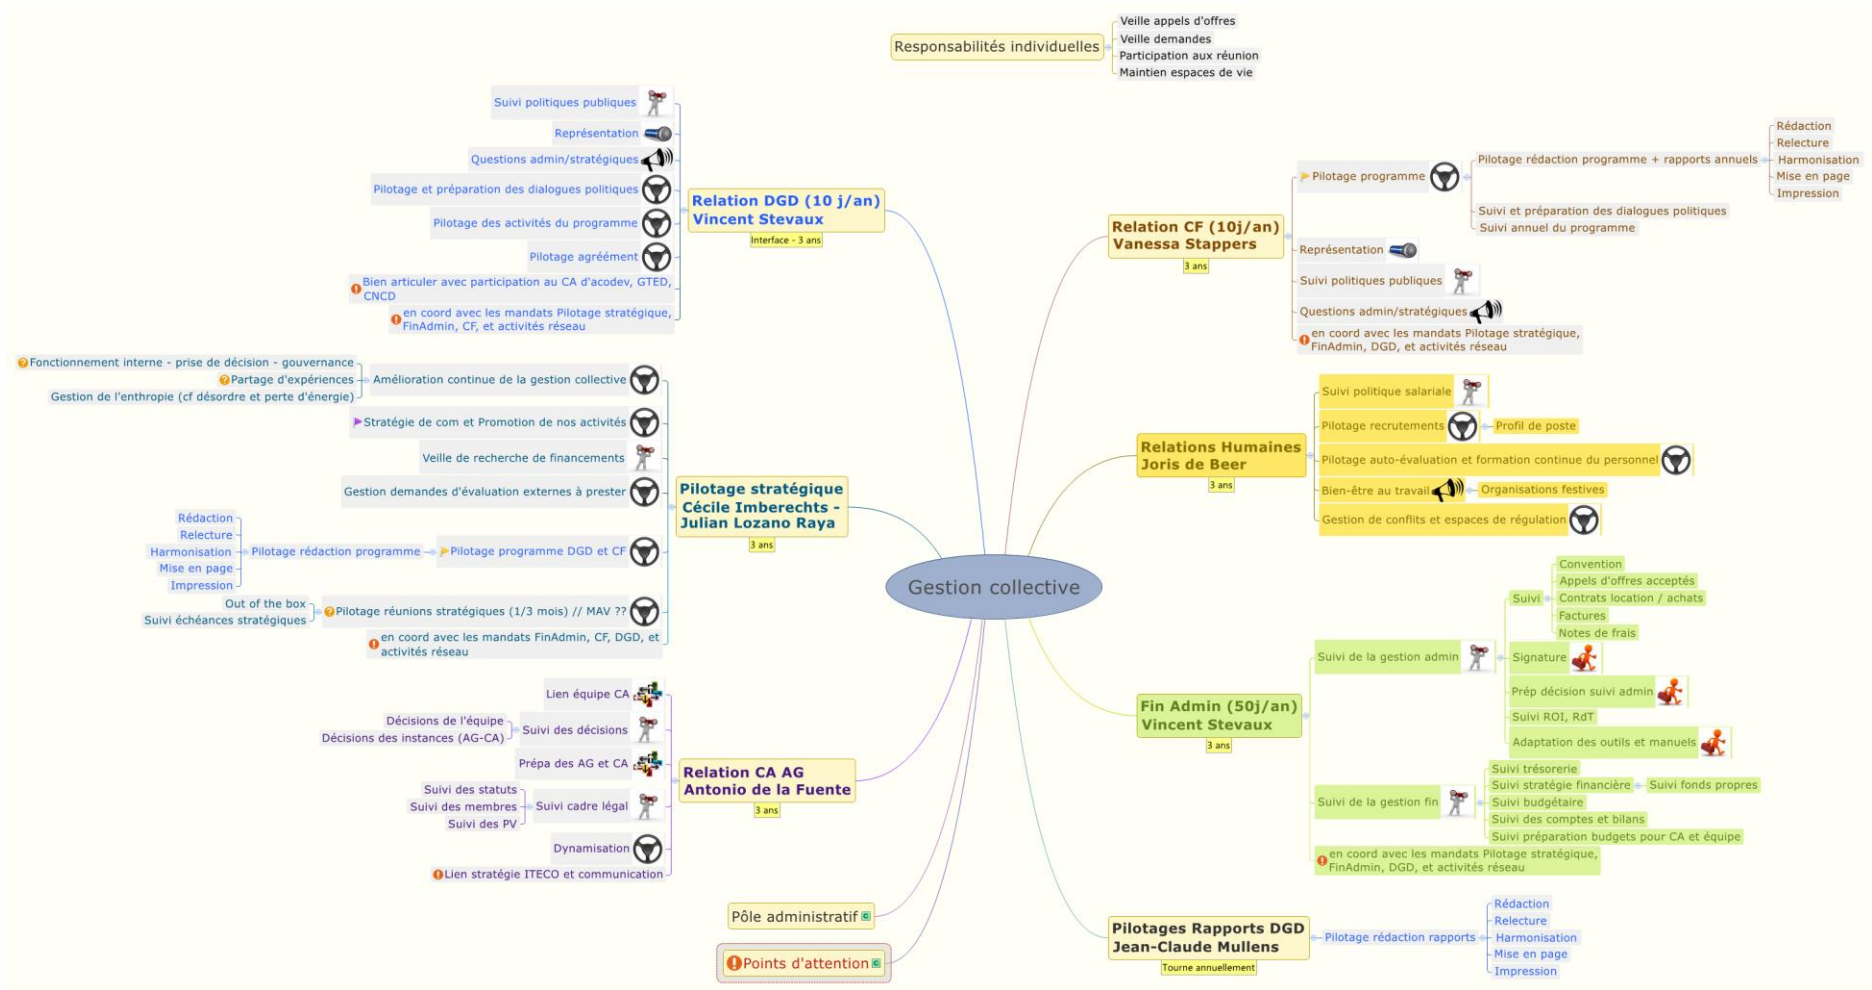 Responsabilités individuelles
Veille appels d'offres
Veille demandes
Participation aux réunion
Maintien espaces de vie
Suivi politiques publiques
Représentation
Questions admin/stratégiques
Pilotage et préparation des dialogues politiques
Pilotage des activités du programme
Pilotage agréément
Bien articuler avec participation au CA d'acodev, GTED,
CNCD
en coord avec les mandats Pilotage stratégique,
FinAdmin, CF, et activités réseau
Relation DGD (10 j/an)
Vincent Stevaux
Interface - 3 ans
Fonctionnement interne - prise de décision - gouvernance
Partage d'expériences
Gestion de l'enthropie (cf désordre et perte d'énergie)
Amélioration continue de la gestion collective
Stratégie de com et Promotion de nos activités
Veille de recherche de financements
Gestion demandes d'évaluation externes à prester
Rédaction
Relecture
Harmonisation
Mise en page
Impression
Pilotage rédaction programme
Pilotage programme DGD et CF
Out of the box
Suivi échéances stratégiques
Pilotage réunions stratégiques (1/3 mois) // MAV ??
en coord avec les mandats FinAdmin, CF, DGD, et
activités réseau
Pilotage stratégique
Cécile Imberechts -
Julian Lozano Raya
3 ans
Lien équipe CA
Décisions de l'équipe
Décisions des instances (AG-CA)
Suivi des décisions
Prépa des AG et CA
Suivi des statuts
Suivi des membres
Suivi des PV
Suivi cadre légal
Dynamisation
Lien stratégie ITECO et communication
Relation CA AG
Antonio de la Fuente
3 ans
Pôle administratif
Points d'attention
Gestion collective
Relation CF (10j/an)
Vanessa Stappers
3 ans
Pilotage programme
Pilotage rédaction programme + rapports annuels
Rédaction
Relecture
Harmonisation
Mise en page
Impression
Suivi et préparation des dialogues politiques
Suivi annuel du programme
Représentation
Suivi politiques publiques
Questions admin/stratégiques
en coord avec les mandats Pilotage stratégique,
FinAdmin, DGD, et activités réseau
Relations Humaines
Joris de Beer
3 ans
Suivi politique salariale
Pilotage recrutements
Profil de poste
Pilotage auto-évaluation et formation continue du personnel
Bien-être au travail
Organisations festives
Gestion de conflits et espaces de régulation
Fin Admin (50j/an)
Vincent Stevaux
3 ans
Suivi de la gestion admin
Suivi
Convention
Appels d'offres acceptés
Contrats location / achats
Factures
Notes de frais
Signature
Prép décision suivi admin
Suivi ROI, RdT
Adaptation des outils et manuels
Suivi de la gestion fin
Suivi trésorerie
Suivi stratégie financière
Suivi fonds propres
Suivi budgétaire
Suivi des comptes et bilans
Suivi préparation budgets pour CA et équipe
en coord avec les mandats Pilotage stratégique,
FinAdmin, DGD, et activités réseau
Pilotages Rapports DGD
Jean-Claude Mullens
Tourne annuellement
Pilotage rédaction rapports
Rédaction
Relecture
Harmonisation
Mise en page
Impression